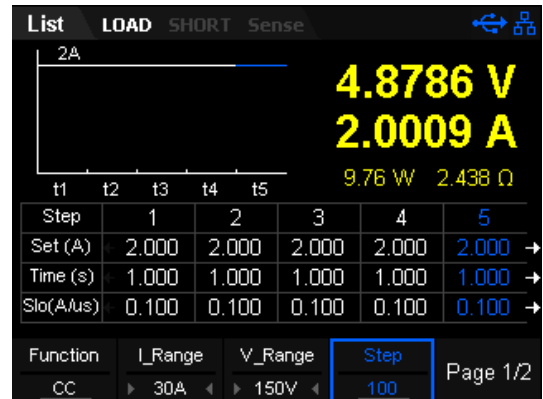 List LOAD SHORT Sense
2A
4.8786 V
2.0009 A
9.76 W 2.438 Ω
t1 t2 t3 t4 t5
Step 1 2 3 4 5
Set (A) 2.000 2.000 2.000 2.000 2.000
Time (s) 1.000 1.000 1.000 1.000 1.000
Slo(A/us) 0.100 0.100 0.100 0.100 0.100
Function I_Range V_Range Step Page 1/2
CC 30A 150V 100